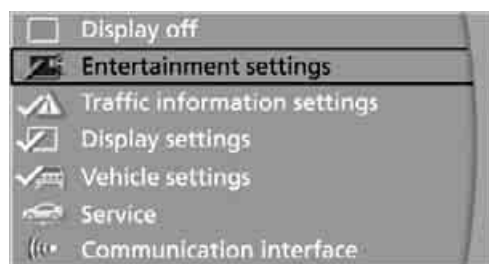 Display off
Entertainment settings
Traffic information settings
Display settings
Vehicle settings
Service
Communication interface